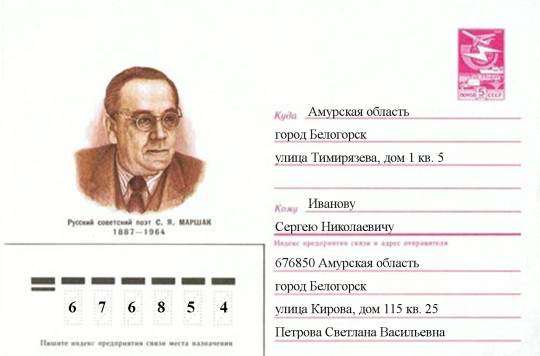 ПОЧТА 5 СССР
Куда Амурская область
город Белогорск
улица Тимирязева, дом 1 кв. 5
Кому Иванову
Сергею Николаевичу
Индекс предприятия связи и адрес отправителя
676850 Амурская область
город Белогорск
улица Кирова, дом 115 кв. 25
Петрова Светлана Васильевна
Русский советский поэт С. Я. МАРШАК
1887—1964
6 7 6 8 5 4
Пишите индекс предприятия связи места назначения